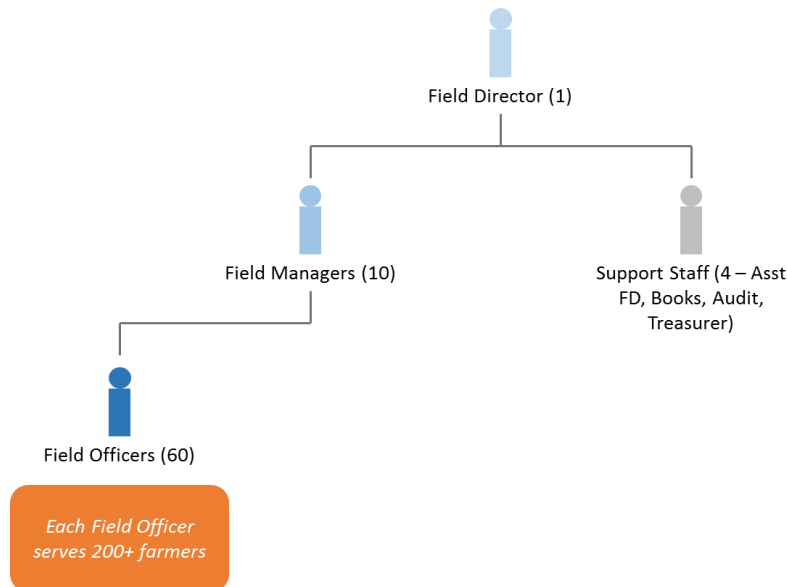 Field Director (1)
Field Managers (10)
Support Staff (4 – Asst
FD, Books, Audit,
Treasurer)
Field Officers (60)
Each Field Officer
serves 200+ farmers